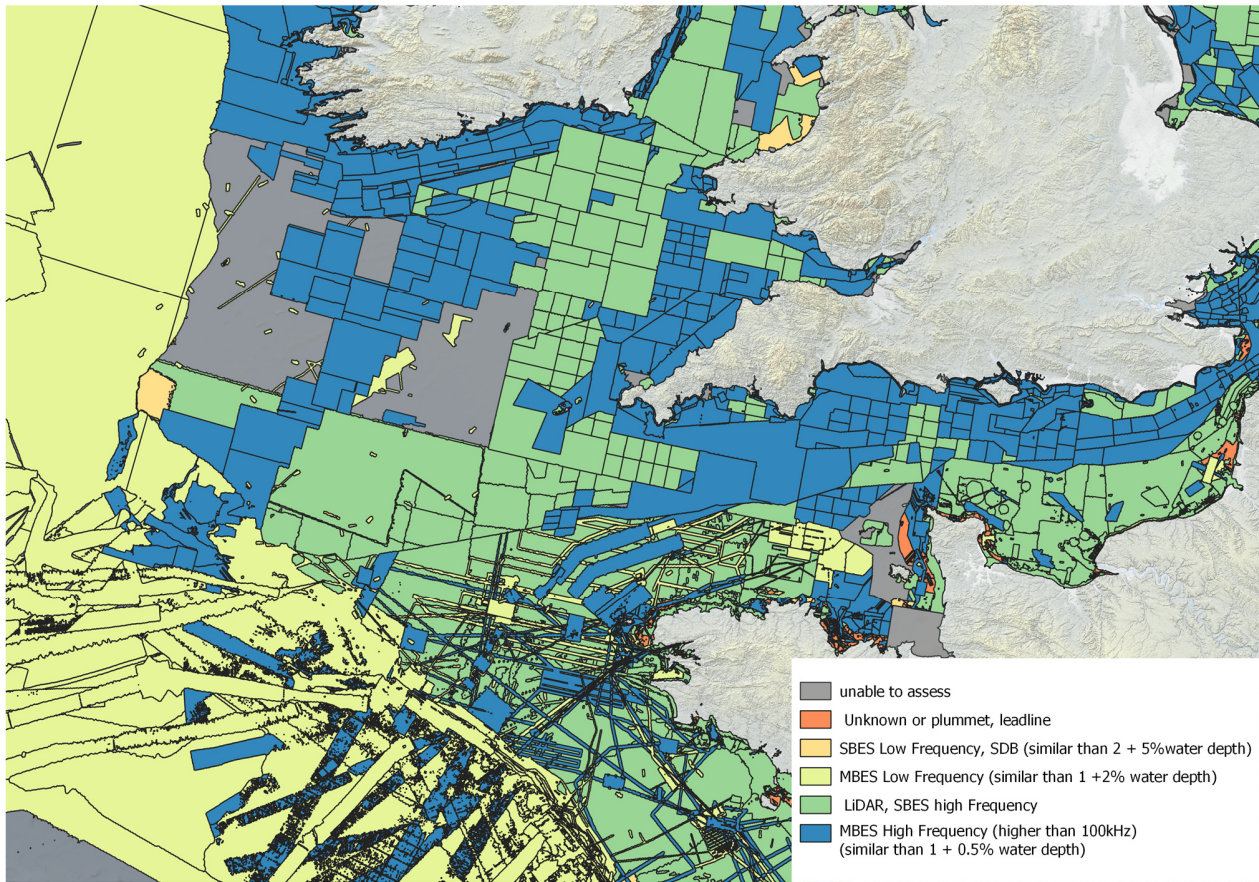 unable to assess
Unknown or plummet, leadline
SBES Low Frequency, SDB (similar than 2 + 5%water depth)
MBES Low Frequency (similar than 1 +2% water depth)
LiDAR, SBES high Frequency
MBES High Frequency (higher than 100kHz)
(similar than 1 + 0.5% water depth)